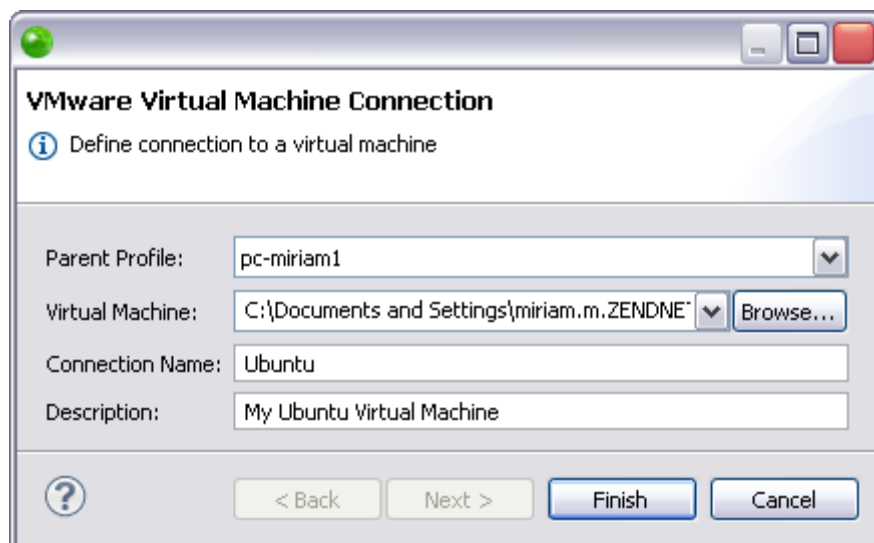 VMware Virtual Machine Connection
Define connection to a virtual machine
Parent Profile: pc-miriam1
Virtual Machine: C:\Documents and Settings\miriam.m.ZENDNET Browse...
Connection Name: Ubuntu
Description: My Ubuntu Virtual Machine
? < Back Next > Finish Cancel